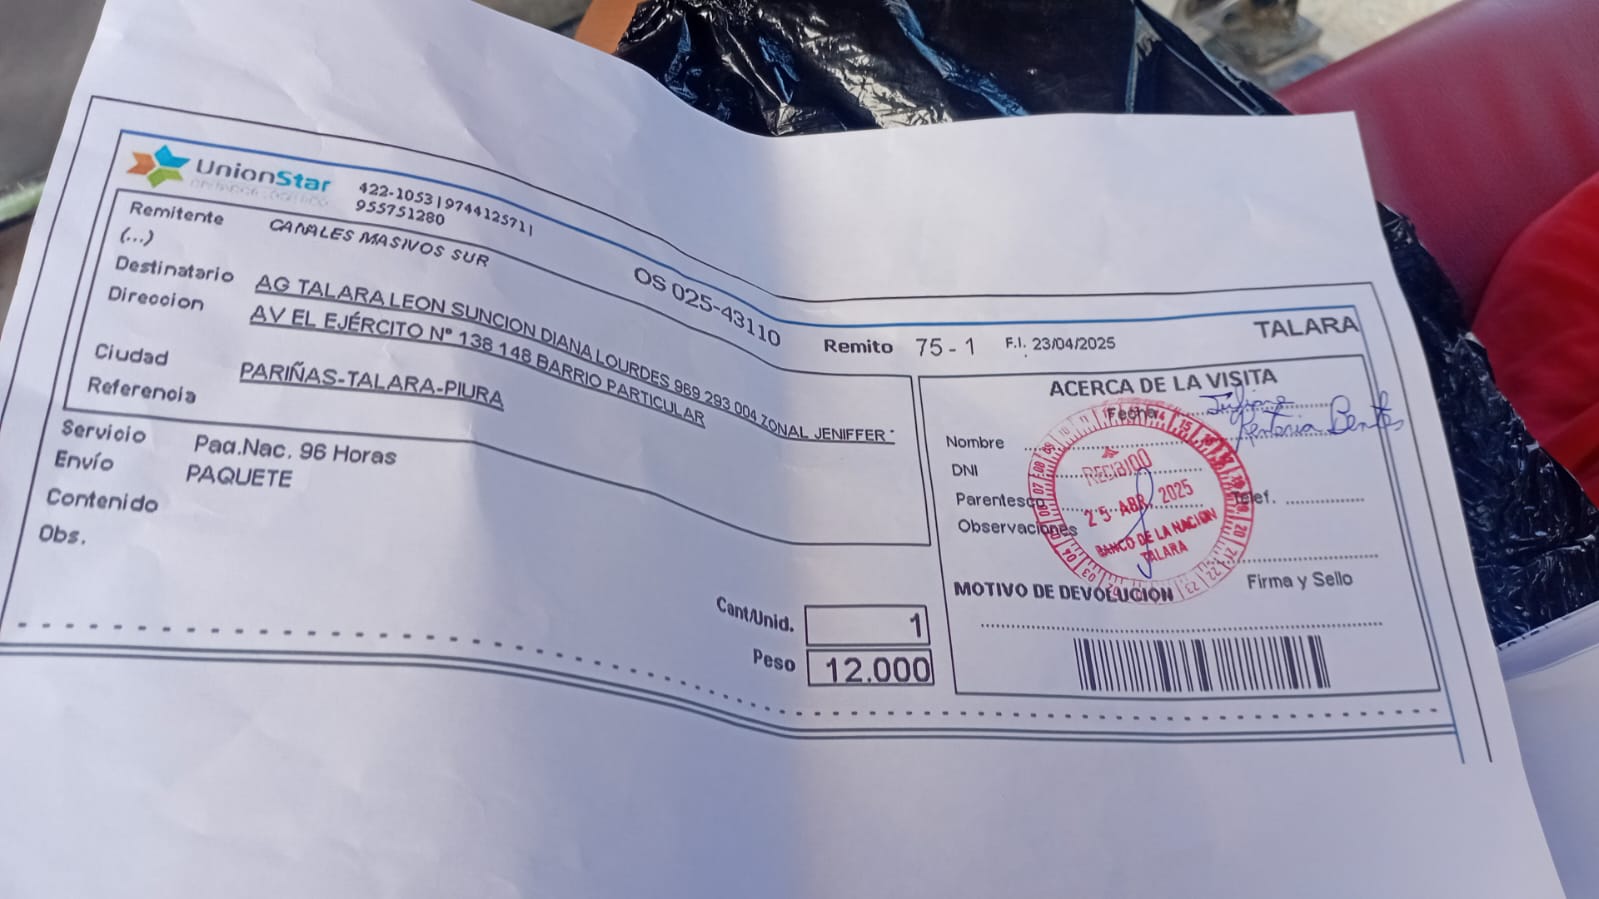 UnionStar
422-1053|974412571|
955751280
Remitente CANALES MASIVOS SUR
(...)
OS 025-43110
Destinatario AG TALARA LEON SUNCION DIANA LOURDES 969 293 004 ZONAL JENIFFER
Direccion AV EL EJÉRCITO N° 138 148 BARRIO PARTICULAR
Ciudad PARIÑAS-TALARA-PIURA
Referencia
Servicio Paq.Nac. 96 Horas
Envío PAQUETE
Contenido
Obs.
Cant/Unid. 1
Peso 12.000
Remito 75 - 1 F.I. 23/04/2025 TALARA
ACERCA DE LA VISITA
Fecha
Nombre
DNI
Parentesco Telef.
Observaciones
RECIBIDO
25 ABR. 2025
BANCO DE LA NACION
TALARA
Firma y Sello
MOTIVO DE DEVOLUCION